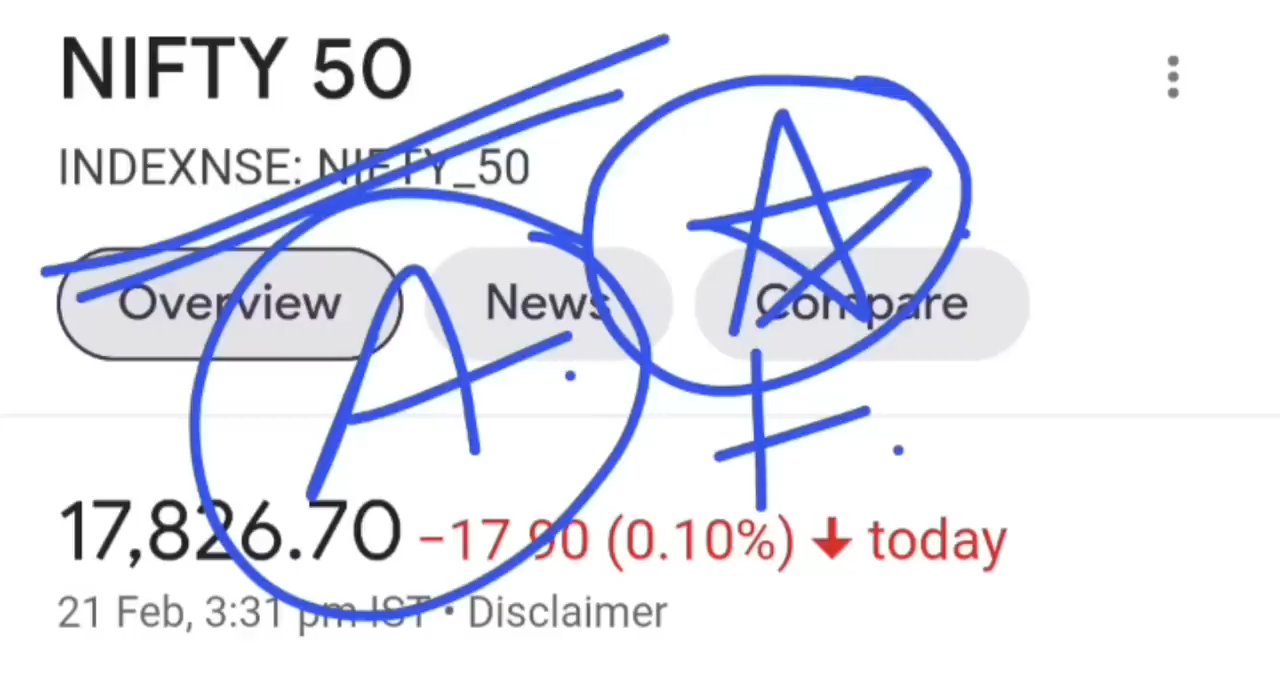 NIFTY 50
INDEXNSE: NIFTY_50
Overview News Compare
A.
17,826.70 −17.90 (0.10%) ↓ today
21 Feb, 3:31 pm IST • Disclaimer